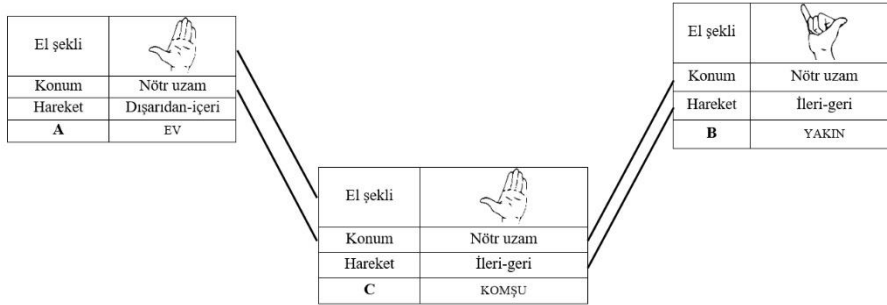 El şekli
Konum Nötr uzam
Hareket Dışarıdan-içeri
A EV
El şekli
Konum Nötr uzam
Hareket İleri-geri
B YAKIN
El şekli
Konum Nötr uzam
Hareket İleri-geri
C KOMŞU